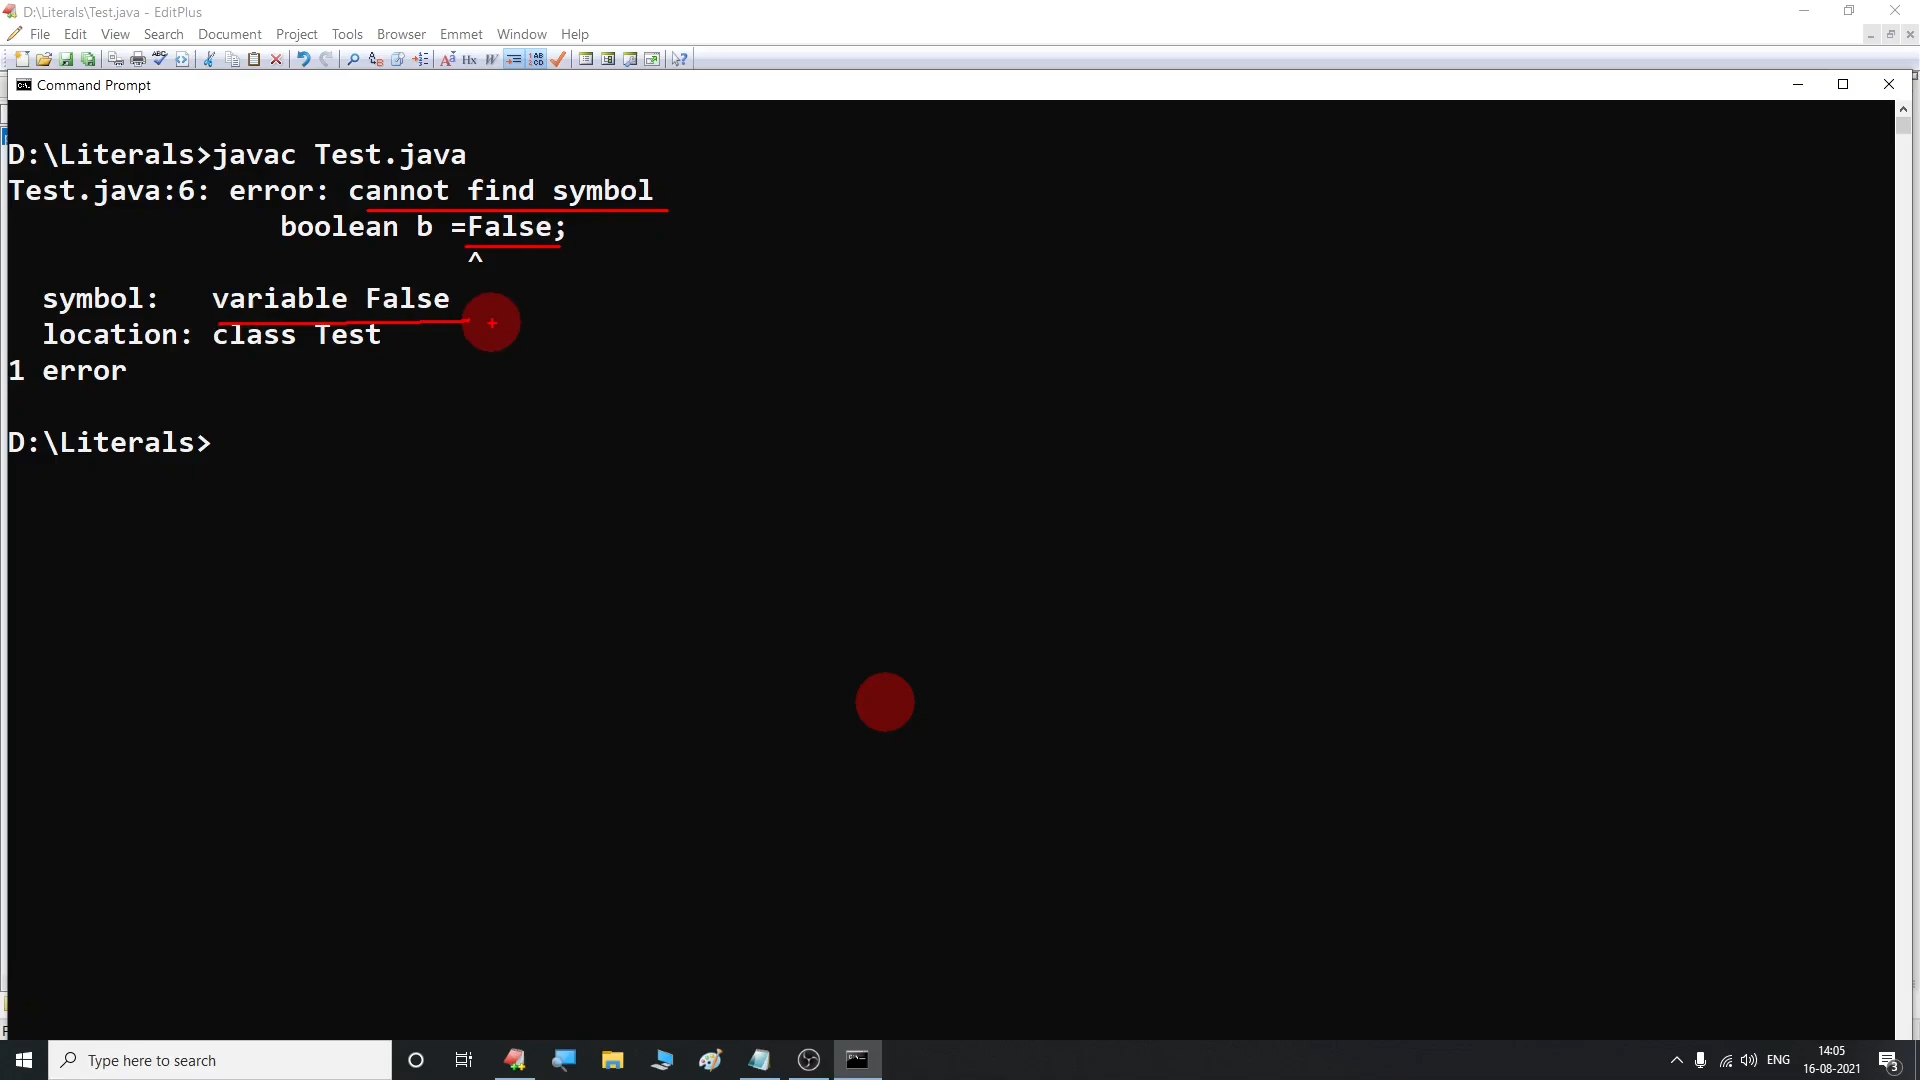 D:\Literals\Test.java - EditPlus
File Edit View Search Document Project Tools Browser Emmet Window Help
Command Prompt
D:\Literals>javac Test.java
Test.java:6: error: cannot find symbol
boolean b =False;
^
symbol: variable False
location: class Test
1 error
D:\Literals>
Type here to search
ENG
14:05
16-08-2021
3